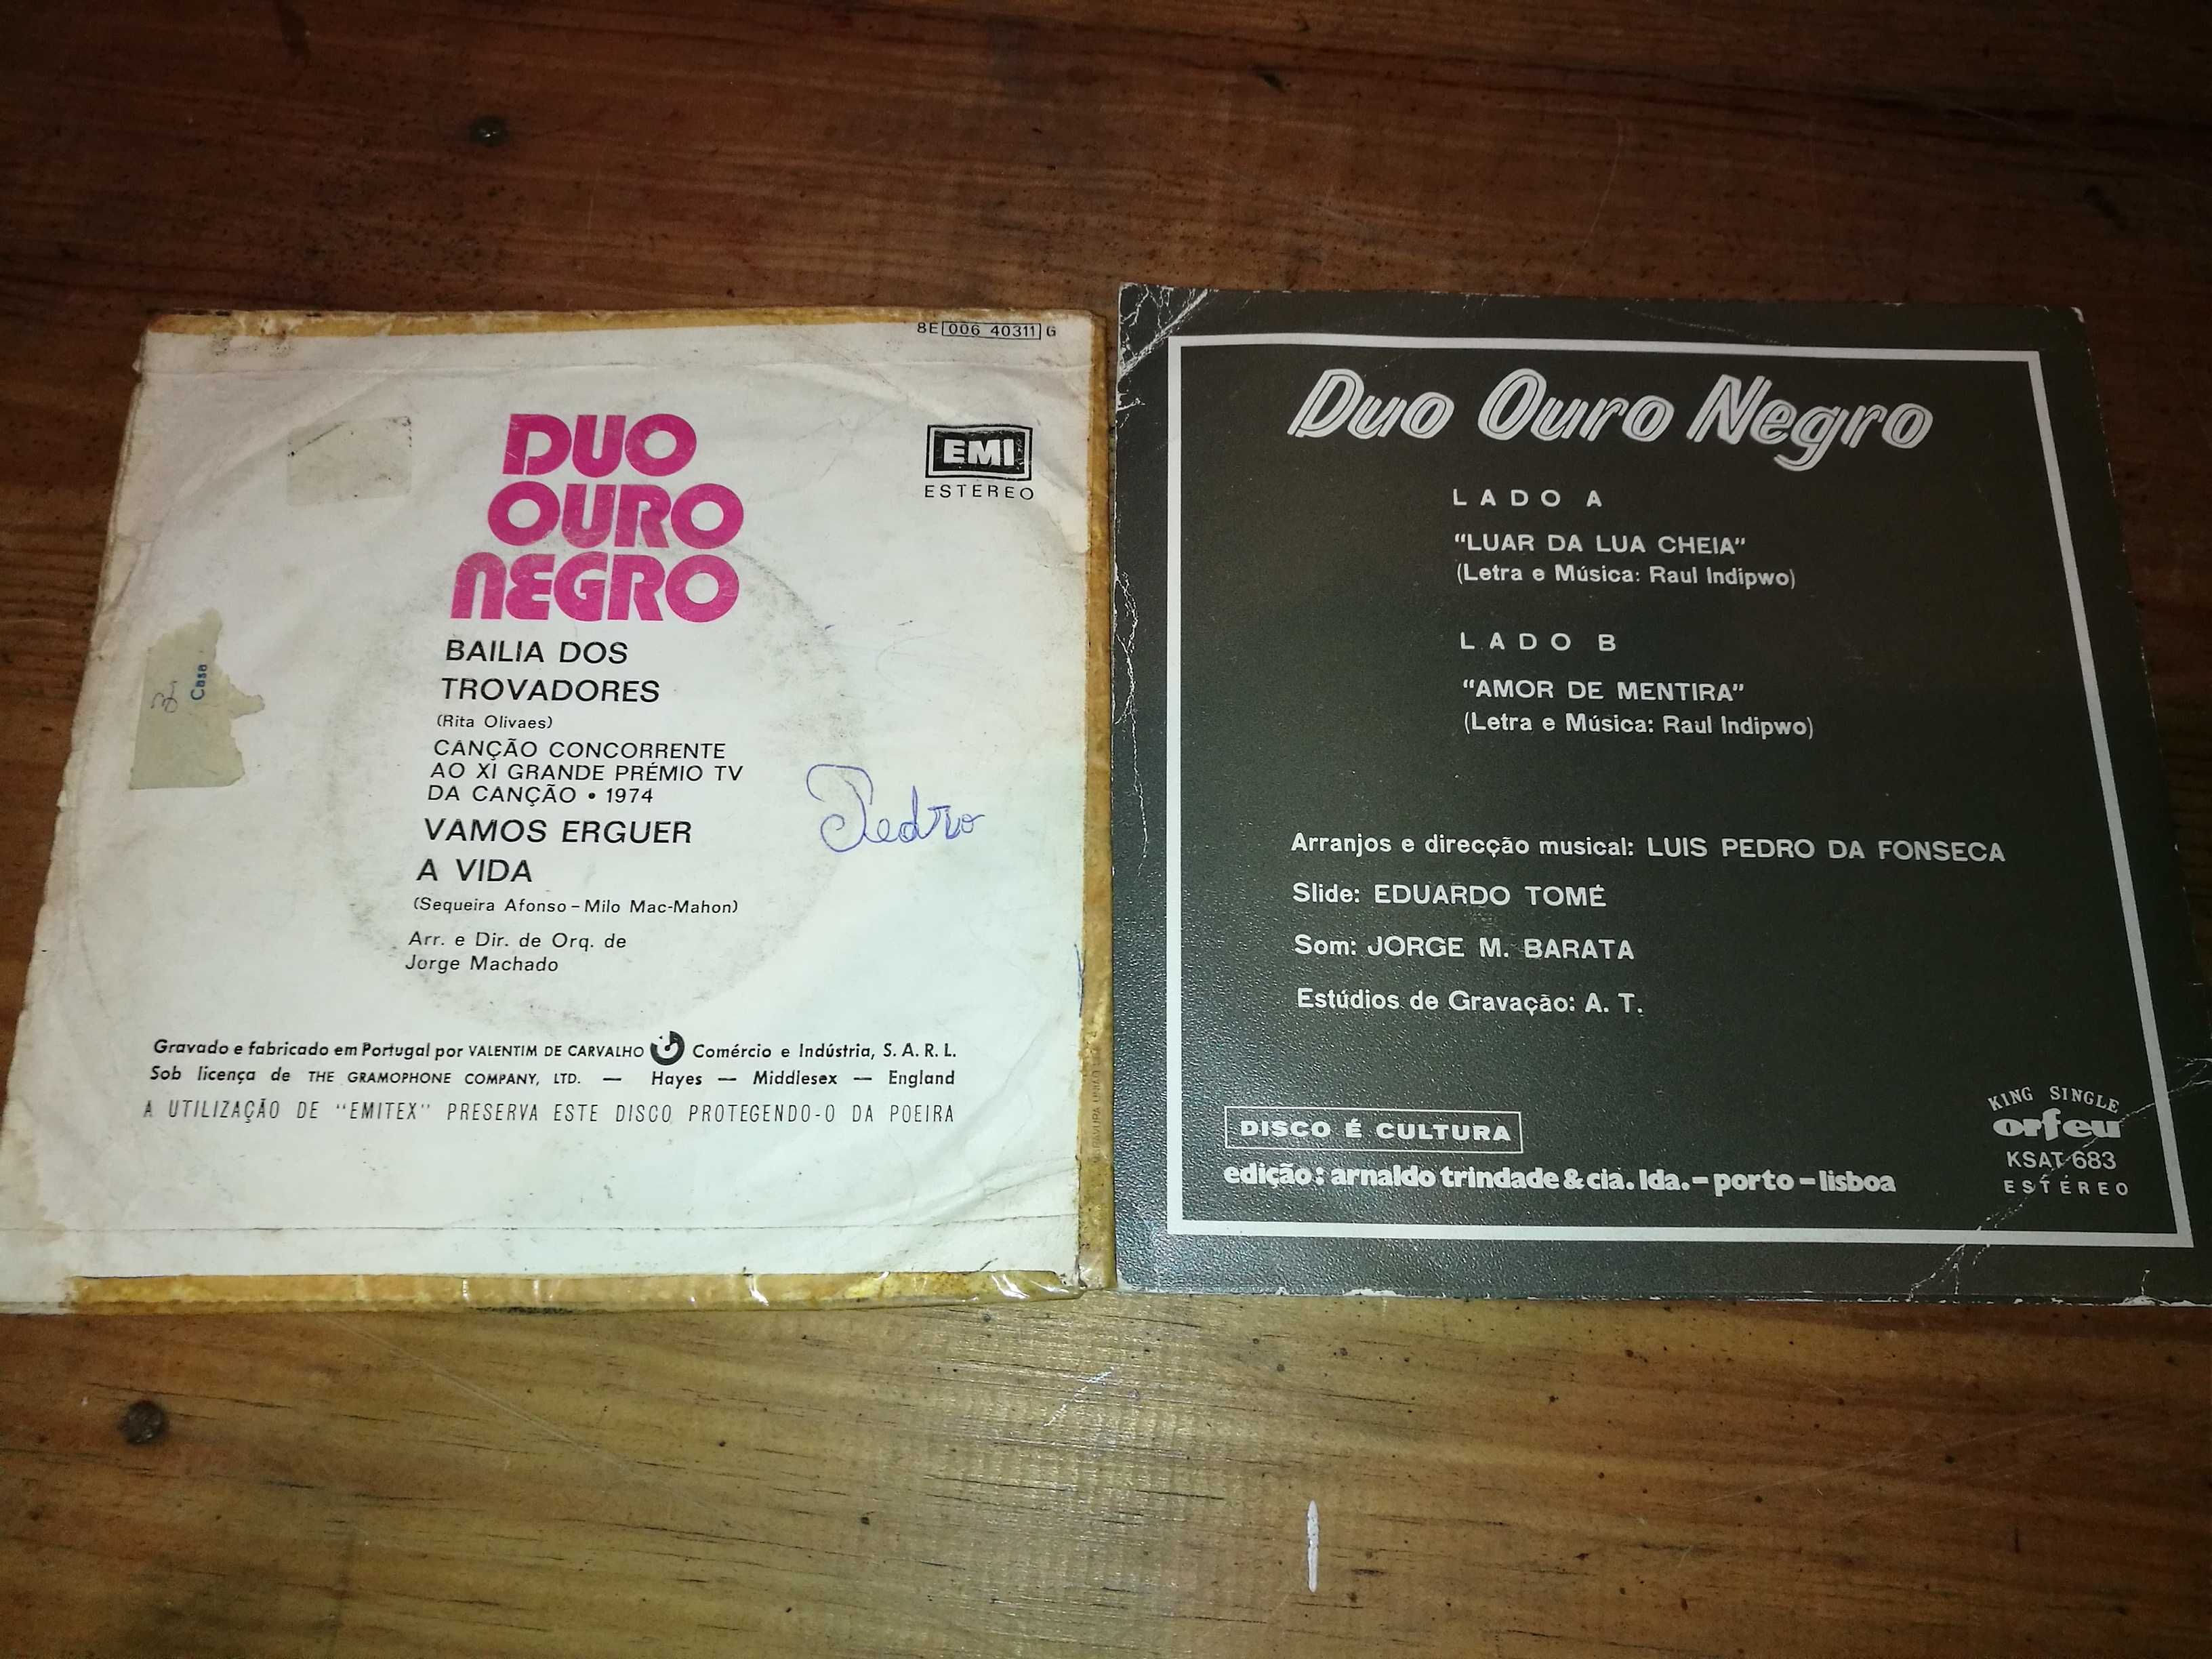 8E 006 40311 G
DUO
OURO
NEGRO
EMI
ESTEREO
BAILIA DOS
TROVADORES
(Rita Olivaes)
CANÇÃO CONCORRENTE
AO XI GRANDE PRÉMIO TV
DA CANÇÃO • 1974
VAMOS ERGUER
A VIDA
(Sequeira Afonso – Milo Mac-Mahon)
Arr. e Dir. de Orq. de
Jorge Machado
Casa
Pedro
Gravado e fabricado em Portugal por VALENTIM DE CARVALHO Comércio e Indústria, S. A. R. L.
Sob licença de THE GRAMOPHONE COMPANY, LTD. — Hayes — Middlesex — England
A UTILIZAÇÃO DE "EMITEX" PRESERVA ESTE DISCO PROTEGENDO-O DA POEIRA
Duo Ouro Negro
LADO A
"LUAR DA LUA CHEIA"
(Letra e Música: Raul Indipwo)
LADO B
"AMOR DE MENTIRA"
(Letra e Música: Raul Indipwo)
Arranjos e direcção musical: LUIS PEDRO DA FONSECA
Slide: EDUARDO TOMÉ
Som: JORGE M. BARATA
Estúdios de Gravação: A. T.
DISCO É CULTURA
edição: arnaldo trindade & cia. lda. – porto – lisboa
KING SINGLE
orfeu
KSAT 683
ESTÉREO